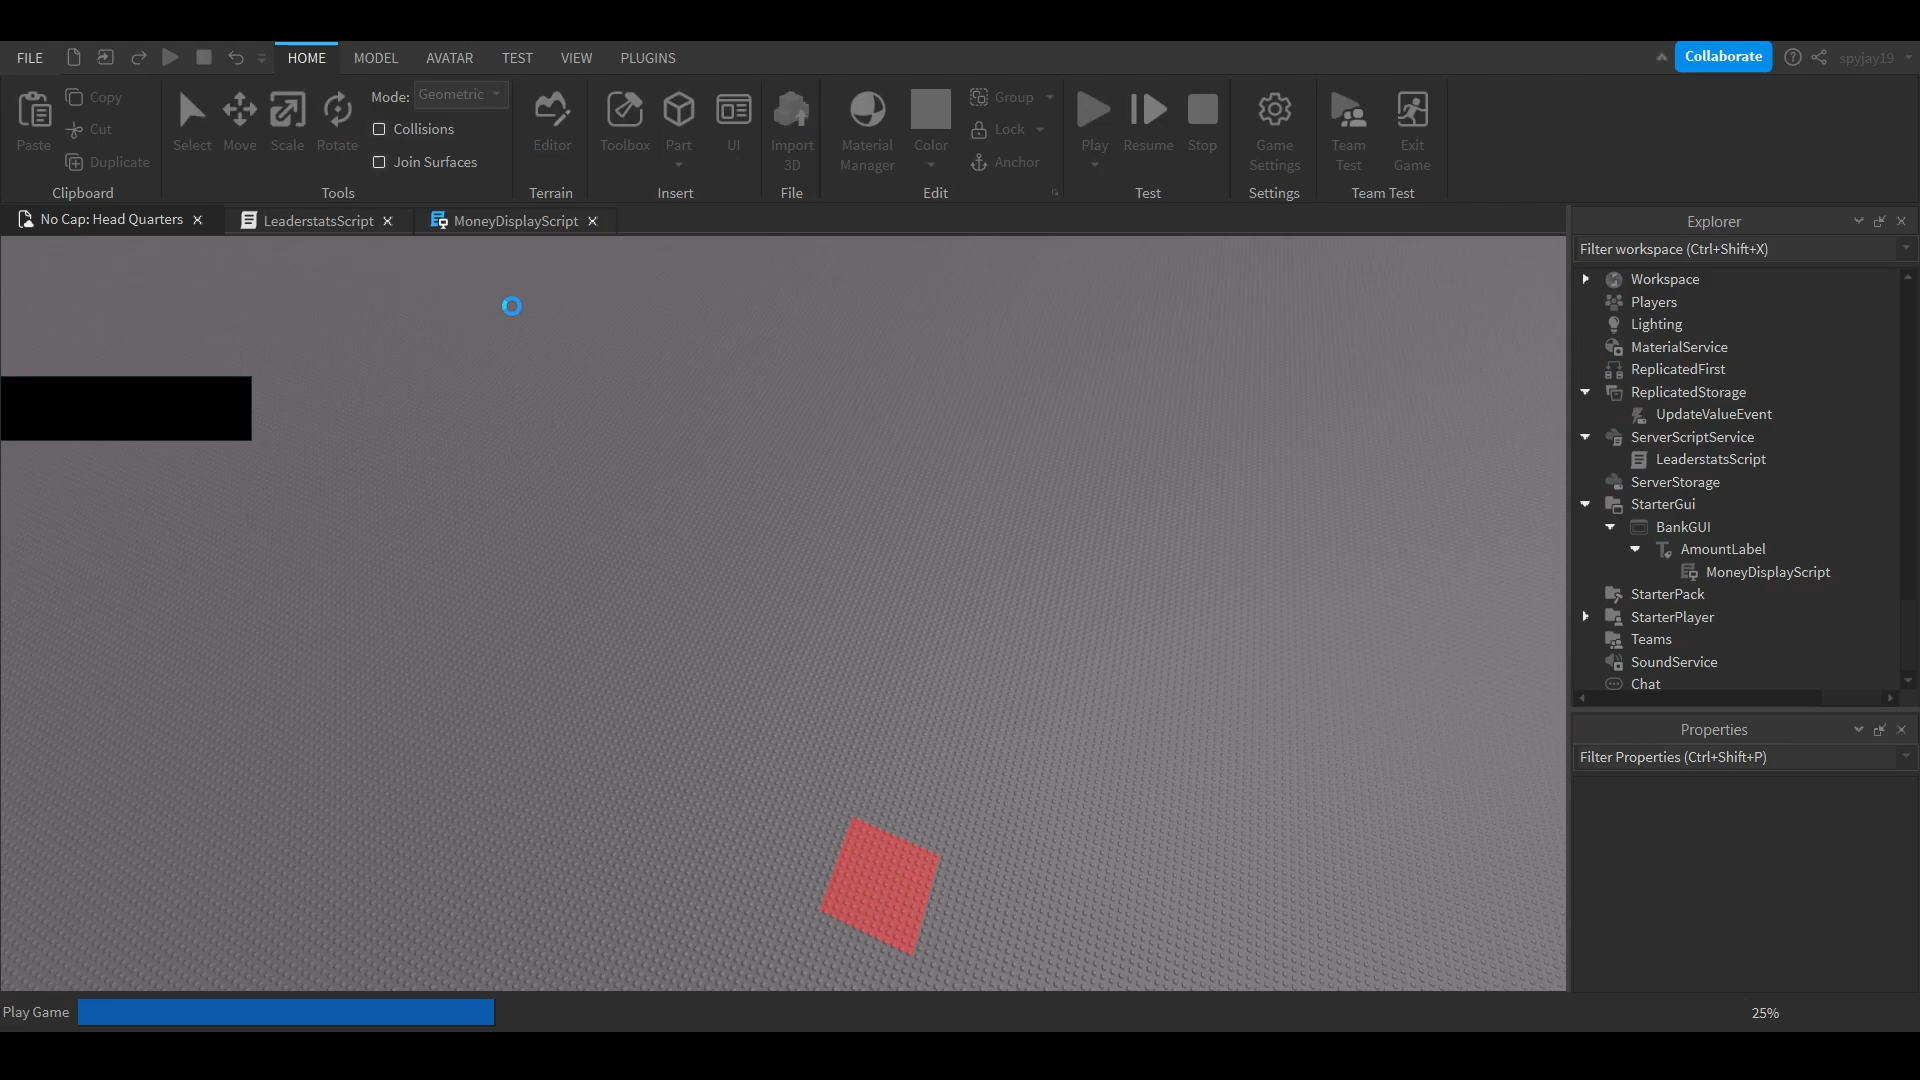 FILE HOME MODEL AVATAR TEST VIEW PLUGINS Collaborate spyjay19
Paste Copy Cut Duplicate Clipboard
Select Move Scale Rotate Mode: Geometric Collisions Join Surfaces Tools
Editor Terrain
Toolbox Part UI Insert
Import 3D File
Material Manager Color Group Lock Anchor Edit
Play Resume Stop Test
Game Settings Settings
Team Test Exit Game Team Test
No Cap: Head Quarters LeaderstatsScript MoneyDisplayScript
Explorer
Filter workspace (Ctrl+Shift+X)
Workspace
Players
Lighting
MaterialService
ReplicatedFirst
ReplicatedStorage
UpdateValueEvent
ServerScriptService
LeaderstatsScript
ServerStorage
StarterGui
BankGUI
AmountLabel
MoneyDisplayScript
StarterPack
StarterPlayer
Teams
SoundService
Chat
Properties
Filter Properties (Ctrl+Shift+P)
Play Game 25%